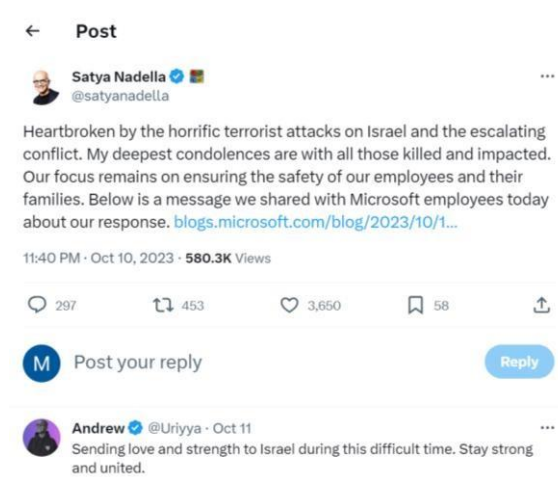 Post
Satya Nadella
@satyanadella
Heartbroken by the horrific terrorist attacks on Israel and the escalating
conflict. My deepest condolences are with all those killed and impacted.
Our focus remains on ensuring the safety of our employees and their
families. Below is a message we shared with Microsoft employees today
about our response. blogs.microsoft.com/blog/2023/10/1...
11:40 PM · Oct 10, 2023 · 580.3K Views
297 453 3,650 58
M Post your reply Reply
Andrew @Uriyya · Oct 11
Sending love and strength to Israel during this difficult time. Stay strong
and united.